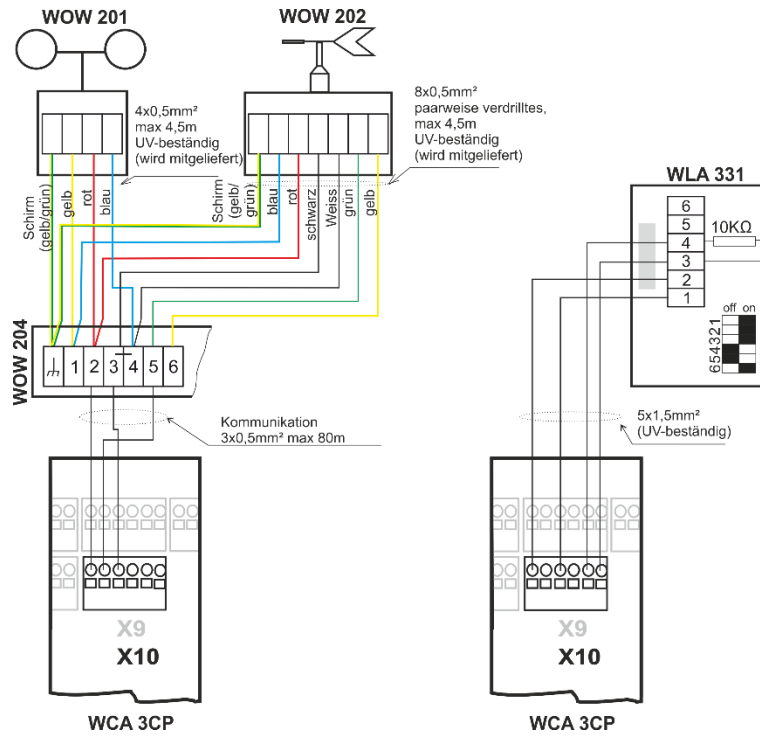 WOW 201
WOW 202
4x0,5mm²
max 4,5m
UV-beständig
(wird mitgeliefert)
8x0,5mm²
paarweise verdrilltes,
max 4,5m
UV-beständig
(wird mitgeliefert)
Schirm
(gelb/grün)
gelb
rot
blau
Schirm
(gelb/
grün)
blau
rot
schwarz
Weiss
grün
gelb
WOW 204
1 2 3 4 5 6
Kommunikation
3x0,5mm² max 80m
X9
X10
WCA 3CP
WLA 331
6
5
4
3
2
1
10KΩ
off on
654321
5x1,5mm²
(UV-beständig)
X9
X10
WCA 3CP